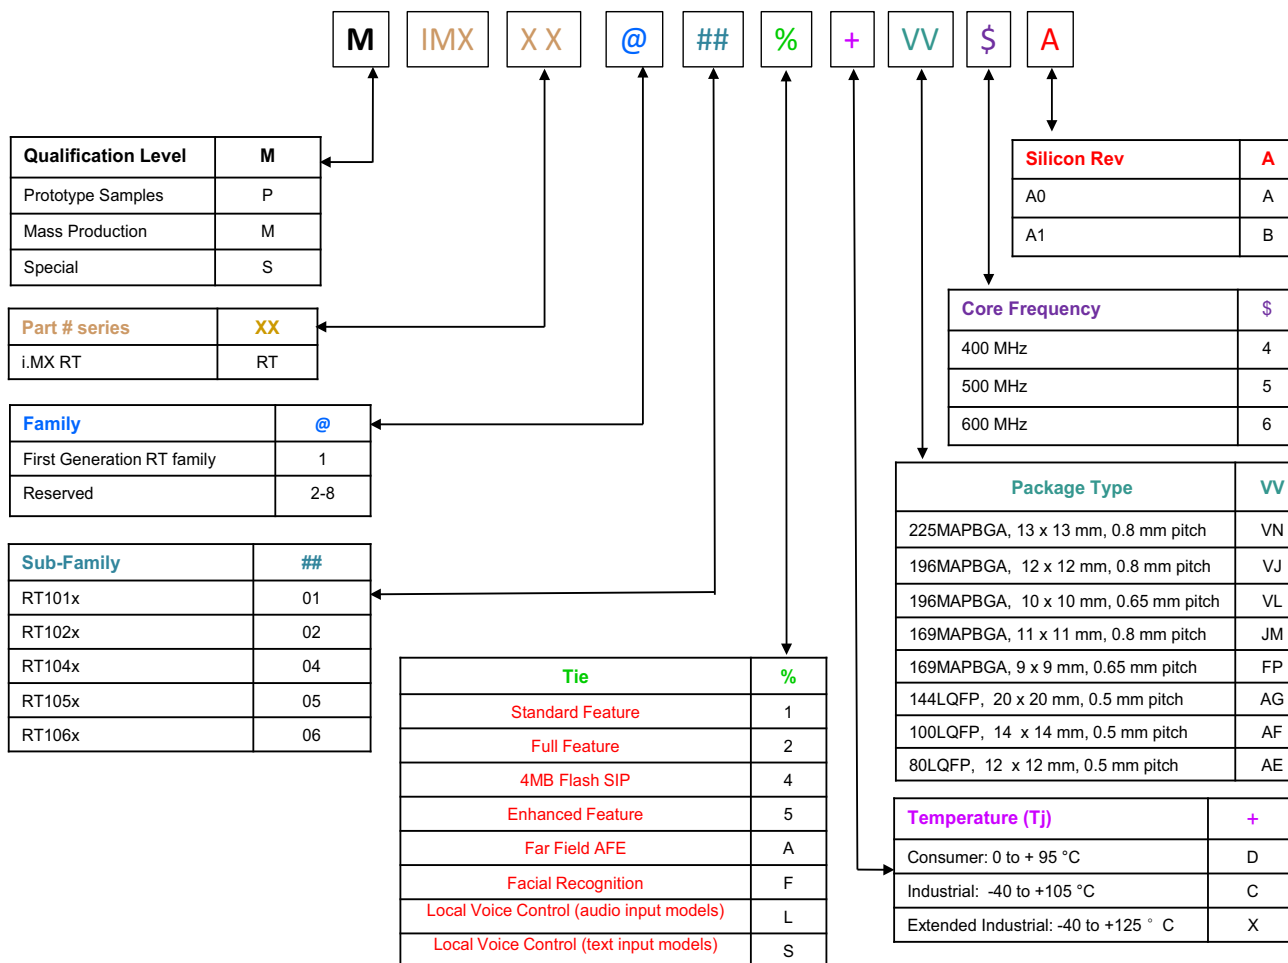 M IMX X X @ ## % + VV $ A
Qualification Level M
Prototype Samples P
Mass Production M
Special S
Part # series XX
i.MX RT RT
Family @
First Generation RT family 1
Reserved 2-8
Sub-Family ##
RT101x 01
RT102x 02
RT104x 04
RT105x 05
RT106x 06
Tie %
Standard Feature 1
Full Feature 2
4MB Flash SIP 4
Enhanced Feature 5
Far Field AFE A
Facial Recognition F
Local Voice Control (audio input models) L
Local Voice Control (text input models) S
Silicon Rev A
A0 A
A1 B
Core Frequency $
400 MHz 4
500 MHz 5
600 MHz 6
Package Type VV
225MAPBGA, 13 x 13 mm, 0.8 mm pitch VN
196MAPBGA, 12 x 12 mm, 0.8 mm pitch VJ
196MAPBGA, 10 x 10 mm, 0.65 mm pitch VL
169MAPBGA, 11 x 11 mm, 0.8 mm pitch JM
169MAPBGA, 9 x 9 mm, 0.65 mm pitch FP
144LQFP, 20 x 20 mm, 0.5 mm pitch AG
100LQFP, 14 x 14 mm, 0.5 mm pitch AF
80LQFP, 12 x 12 mm, 0.5 mm pitch AE
Temperature (Tj) +
Consumer: 0 to + 95 °C D
Industrial: -40 to +105 °C C
Extended Industrial: -40 to +125 ° C X